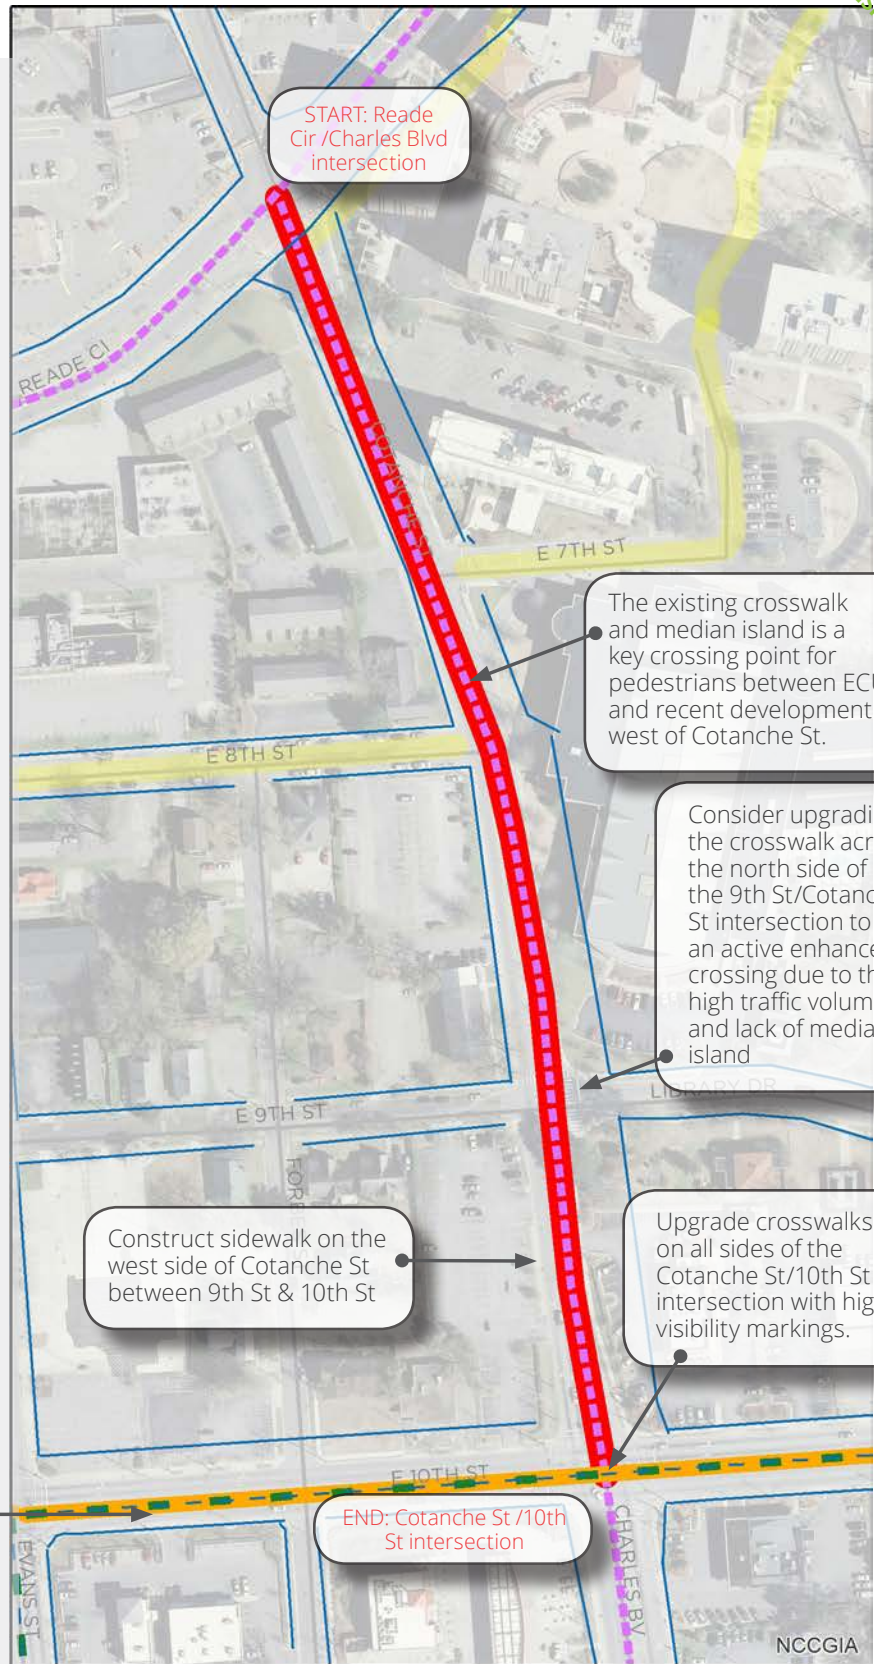 START: Reade
Cir /Charles Blvd
intersection
READE CI
COTANCHE ST
E 7TH ST
The existing crosswalk
and median island is a
key crossing point for
pedestrians between ECU
and recent development
west of Cotanche St.
E 8TH ST
Consider upgradi
the crosswalk acr
the north side of
the 9th St/Cotanc
St intersection to
an active enhance
crossing due to th
high traffic volum
and lack of media
island
LIBRARY DR
E 9TH ST
Construct sidewalk on the
west side of Cotanche St
between 9th St & 10th St
Upgrade crosswalks
on all sides of the
Cotanche St/10th St
intersection with hig
visibility markings.
E 10TH ST
END: Cotanche St /10th
St intersection
EVANS ST
CHARLES BV
NCCGIA